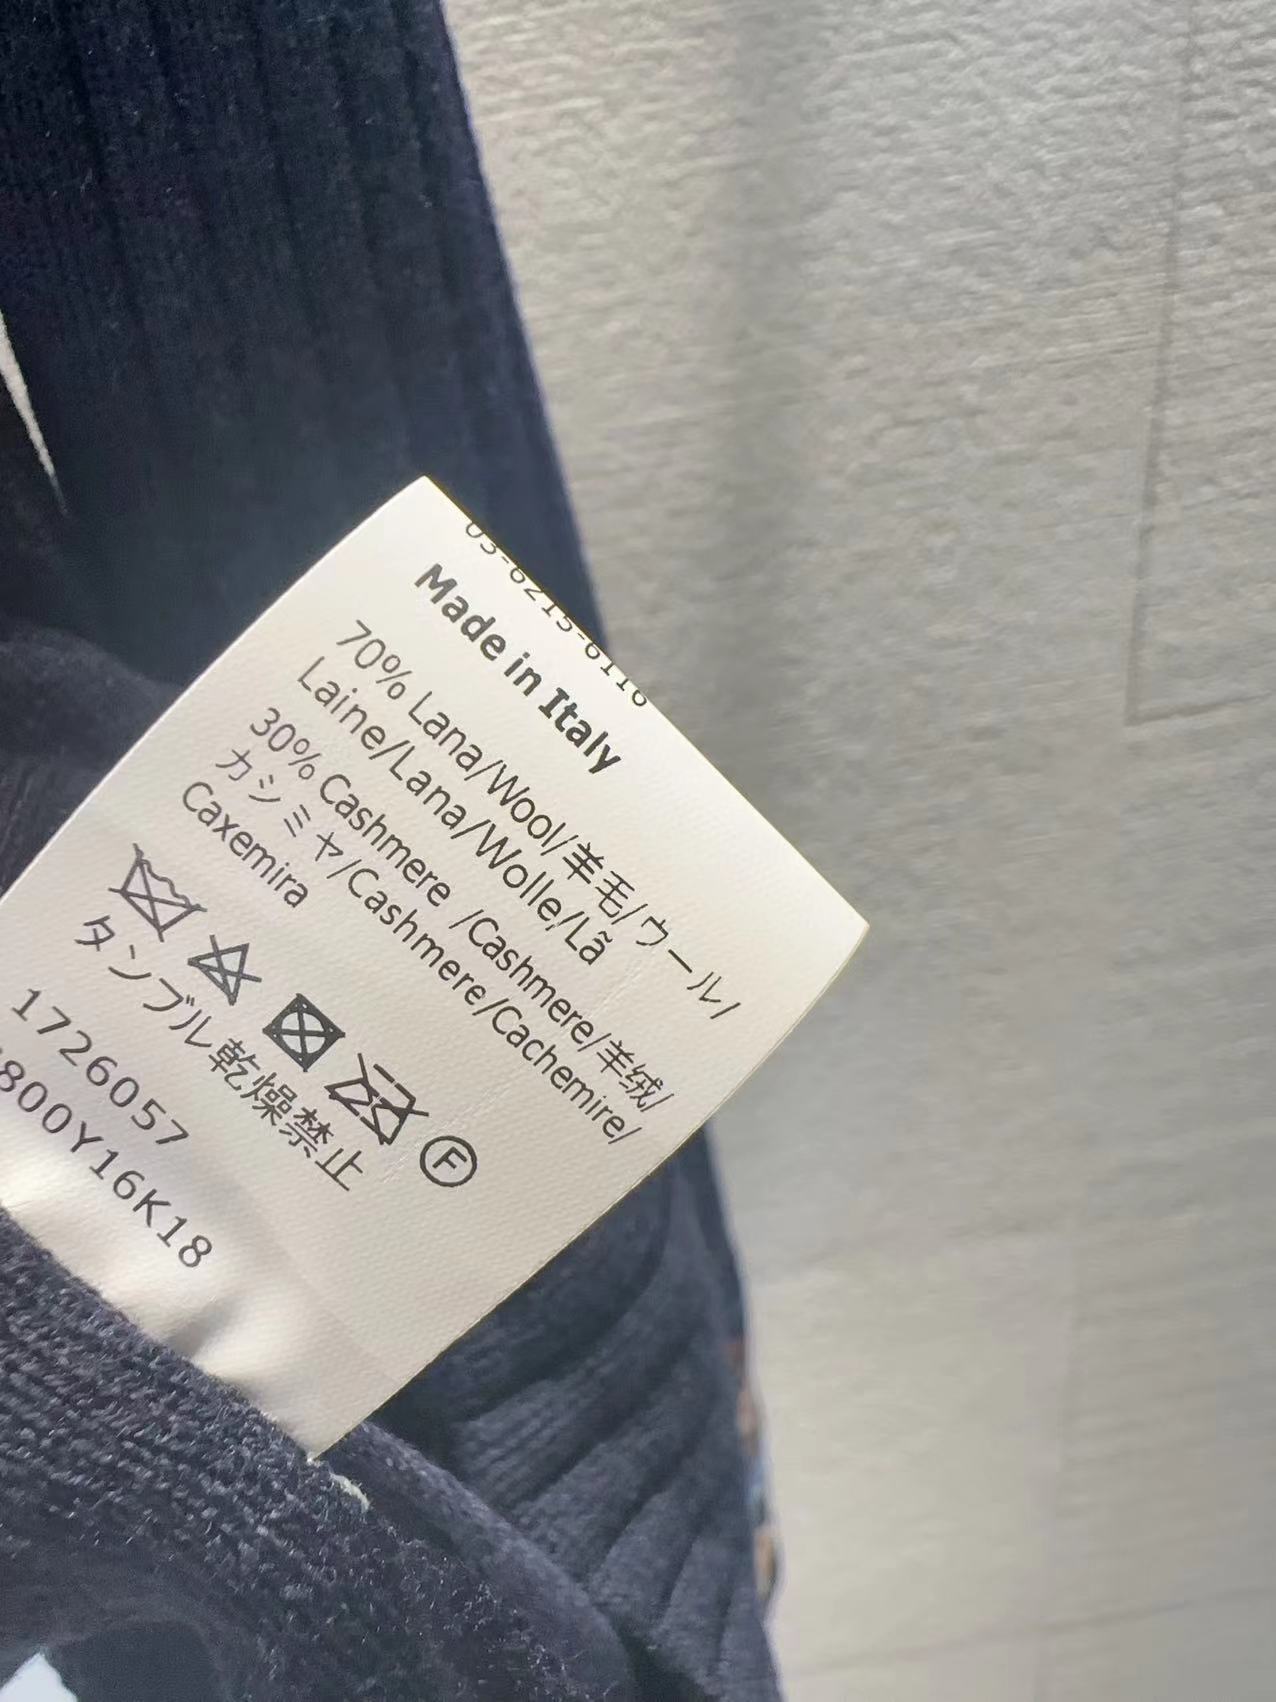 Made in Italy
70% Lana/Wool/羊毛/ウール/
Laine/Lana/Wolle/Lã
30% Cashmere /Cashmere/羊绒/
カシミヤ/Cashmere/Cachemire/
Caxemira
F
タンブル乾燥禁止
1726057
800Y16K18